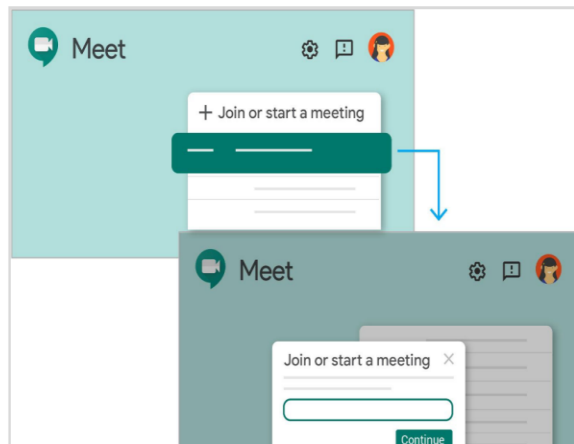 Meet
+ Join or start a meeting
Meet
Join or start a meeting
Continue